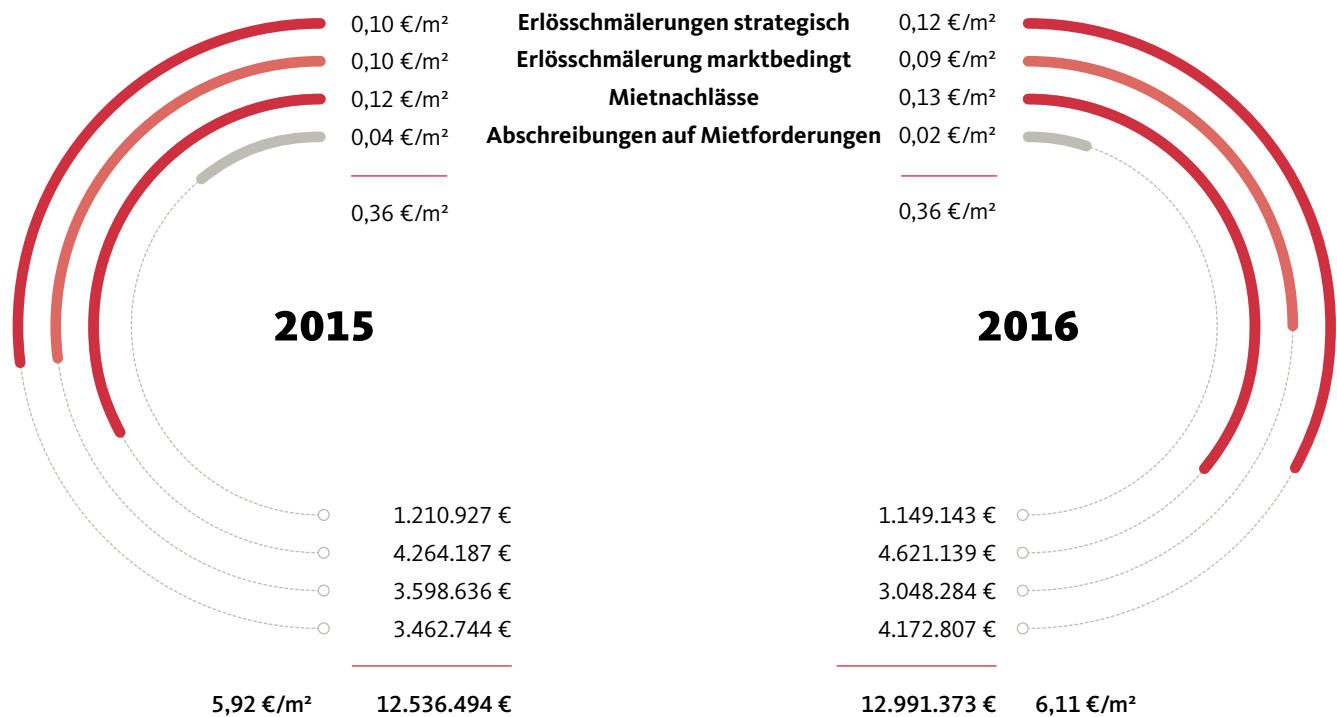 0,10 €/m² Erlösschmälerungen strategisch 0,12 €/m²
0,10 €/m² Erlösschmälerung marktbedingt 0,09 €/m²
0,12 €/m² Mietnachlässe 0,13 €/m²
0,04 €/m² Abschreibungen auf Mietforderungen 0,02 €/m²
0,36 €/m² 0,36 €/m²
2015 2016
1.210.927 € 1.149.143 €
4.264.187 € 4.621.139 €
3.598.636 € 3.048.284 €
3.462.744 € 4.172.807 €
5,92 €/m² 12.536.494 € 12.991.373 € 6,11 €/m²